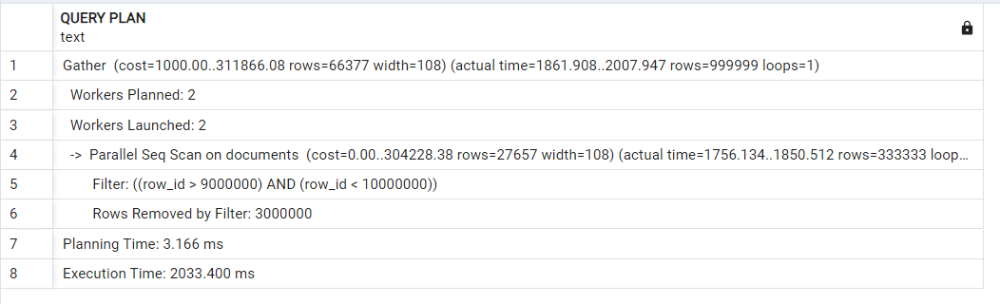 QUERY PLAN
text
1 Gather (cost=1000.00..311866.08 rows=66377 width=108) (actual time=1861.908..2007.947 rows=999999 loops=1)
2 Workers Planned: 2
3 Workers Launched: 2
4 -> Parallel Seq Scan on documents (cost=0.00..304228.38 rows=27657 width=108) (actual time=1756.134..1850.512 rows=333333 loop...
5 Filter: ((row_id > 9000000) AND (row_id < 10000000))
6 Rows Removed by Filter: 3000000
7 Planning Time: 3.166 ms
8 Execution Time: 2033.400 ms